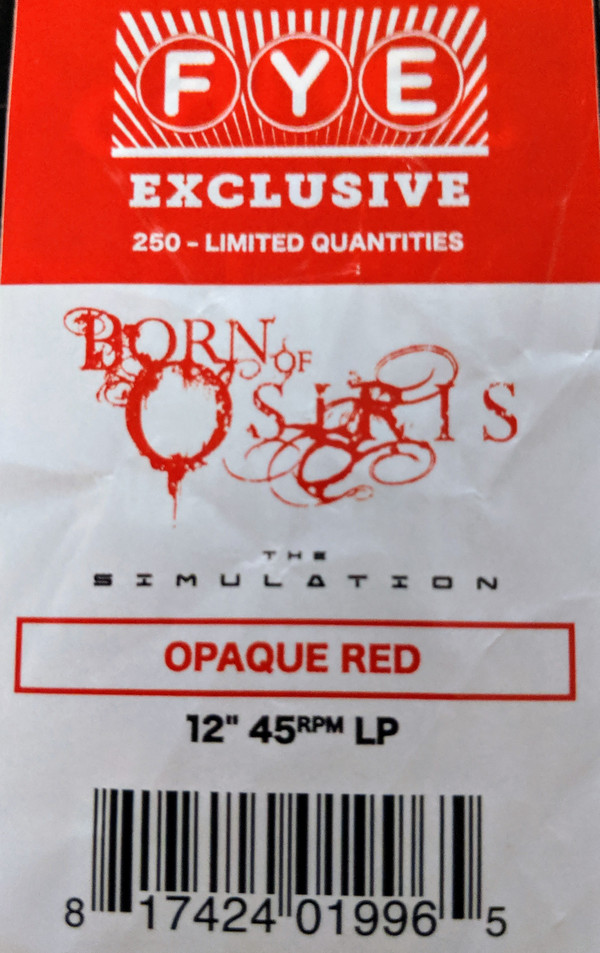 FYE
EXCLUSIVE
250 – LIMITED QUANTITIES
BORN OF
OSIRIS
THE
SIMULATION
OPAQUE RED
12" 45RPM LP
8 17424 01996 5